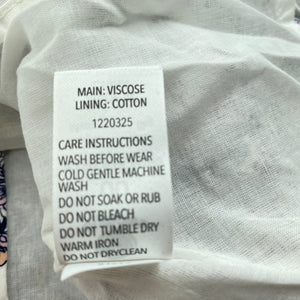 MAIN: VISCOSE
LINING: COTTON
1220325
CARE INSTRUCTIONS
WASH BEFORE WEAR
COLD GENTLE MACHINE
WASH
DO NOT SOAK OR RUB
DO NOT BLEACH
DO NOT TUMBLE DRY
WARM IRON
DO NOT DRYCLEAN